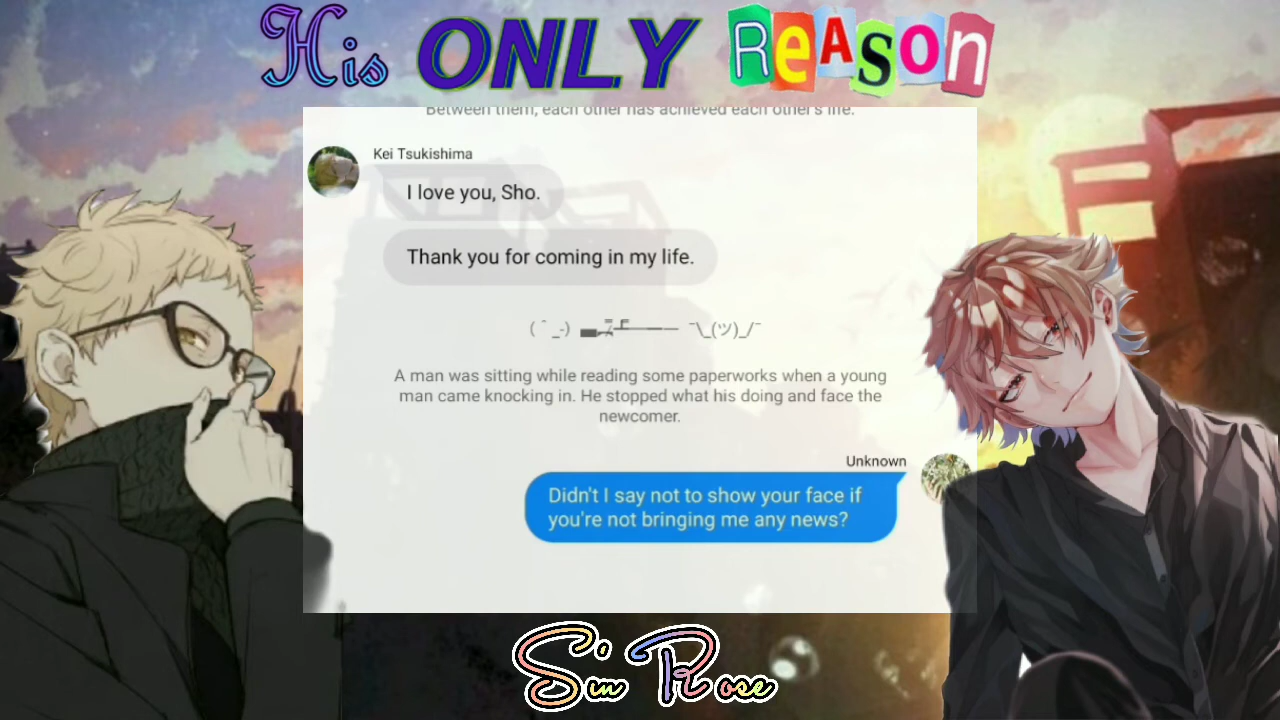 His ONLY ReAsOn
Between them, each other has achieved each other's life.
Kei Tsukishima
I love you, Sho.
Thank you for coming in my life.
¯\_(ツ)_/¯
A man was sitting while reading some paperworks when a young
man came knocking in. He stopped what his doing and face the
newcomer.
Unknown
Didn't I say not to show your face if
you're not bringing me any news?
Sin Rose